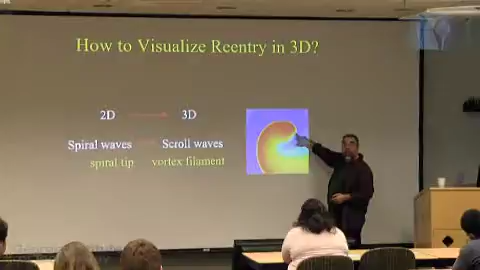 How to Visualize Reentry in 3D?
2D 3D
Spiral waves Scroll waves
spiral tip vortex filament